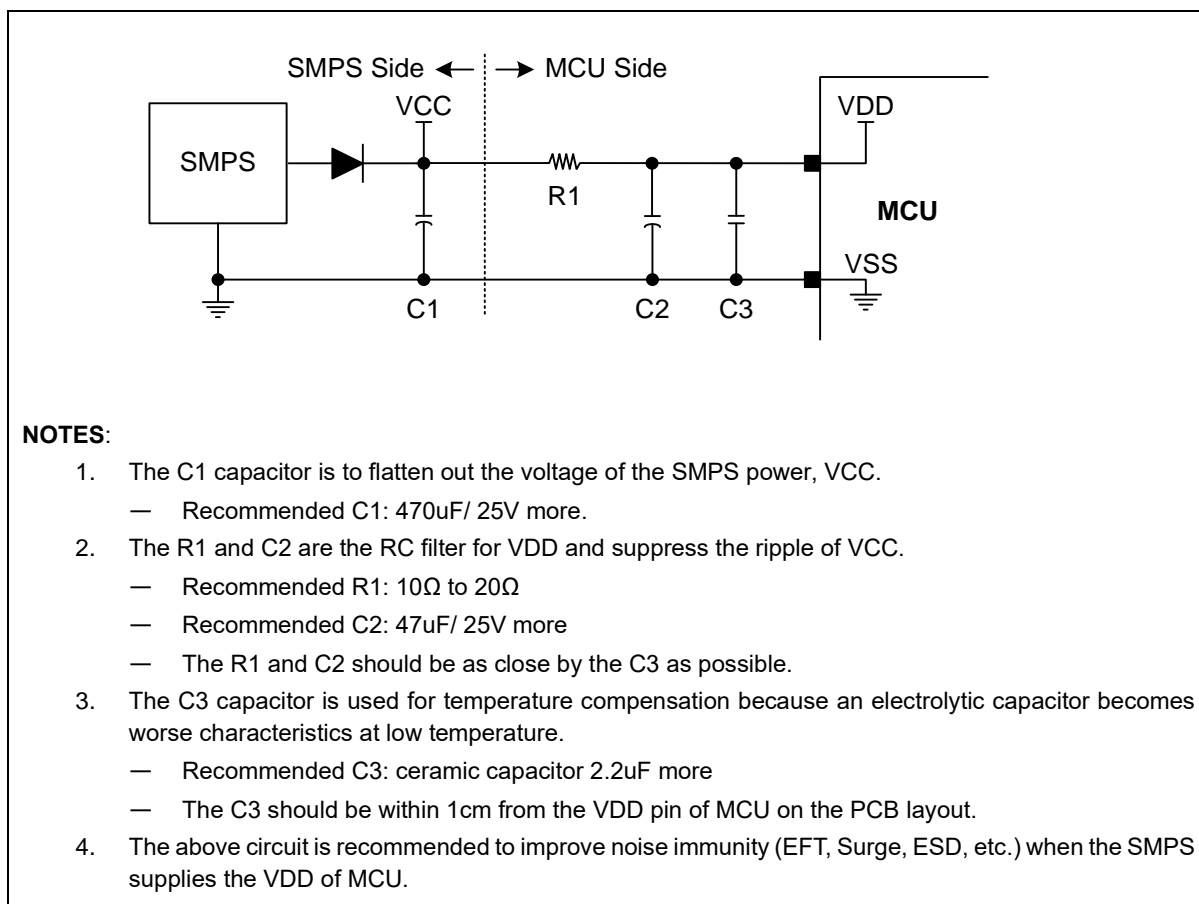 SMPS Side MCU Side
VCC
VDD
SMPS
R1
MCU
VSS
C1
C2
C3
NOTES:
1. The C1 capacitor is to flatten out the voltage of the SMPS power, VCC.
— Recommended C1: 470uF/ 25V more.
2. The R1 and C2 are the RC filter for VDD and suppress the ripple of VCC.
— Recommended R1: 10Ω to 20Ω
— Recommended C2: 47uF/ 25V more
— The R1 and C2 should be as close by the C3 as possible.
3. The C3 capacitor is used for temperature compensation because an electrolytic capacitor becomes
worse characteristics at low temperature.
— Recommended C3: ceramic capacitor 2.2uF more
— The C3 should be within 1cm from the VDD pin of MCU on the PCB layout.
4. The above circuit is recommended to improve noise immunity (EFT, Surge, ESD, etc.) when the SMPS
supplies the VDD of MCU.